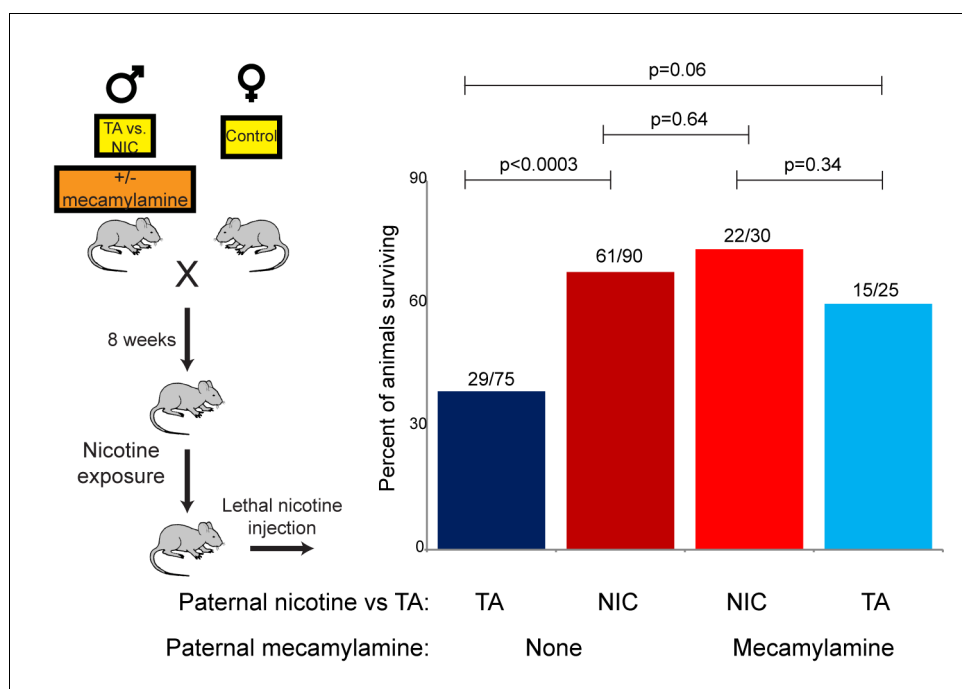 TA vs.
NIC
Control
+/-
mecamylamine
X
8 weeks
Nicotine
exposure
Lethal nicotine
injection
p=0.06
p=0.64
p<0.0003
p=0.34
Percent of animals surviving
90
60
30
0
29/75
61/90
22/30
15/25
Paternal nicotine vs TA: TA NIC NIC TA
Paternal mecamylamine: None Mecamylamine